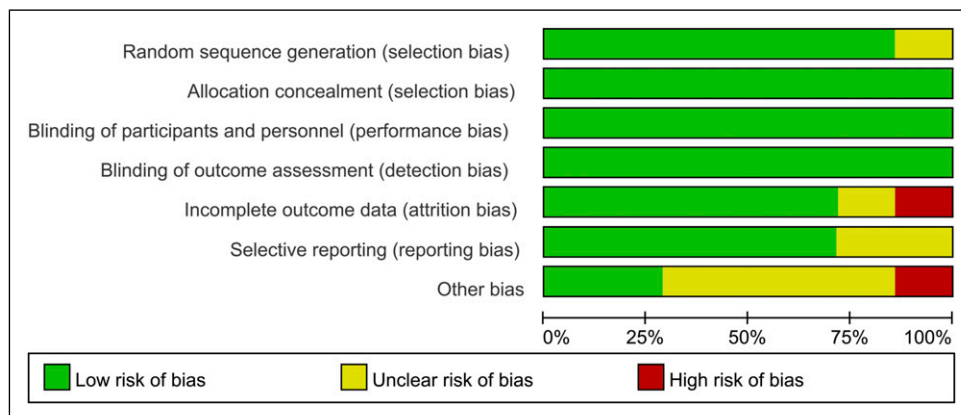 Random sequence generation (selection bias)
Allocation concealment (selection bias)
Blinding of participants and personnel (performance bias)
Blinding of outcome assessment (detection bias)
Incomplete outcome data (attrition bias)
Selective reporting (reporting bias)
Other bias
0% 25% 50% 75% 100%
Low risk of bias Unclear risk of bias High risk of bias